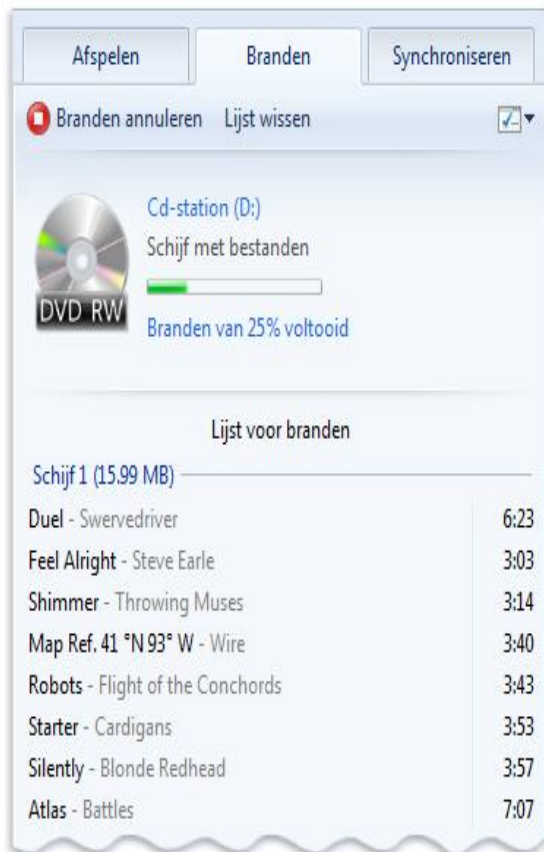 Afspelen Branden Synchroniseren
Branden annuleren Lijst wissen
Cd-station (D:)
Schijf met bestanden
DVD RW
Branden van 25% voltooid
Lijst voor branden
Schijf 1 (15.99 MB)
Duel - Swervedriver 6:23
Feel Alright - Steve Earle 3:03
Shimmer - Throwing Muses 3:14
Map Ref. 41 °N 93° W - Wire 3:40
Robots - Flight of the Conchords 3:43
Starter - Cardigans 3:53
Silently - Blonde Redhead 3:57
Atlas - Battles 7:07